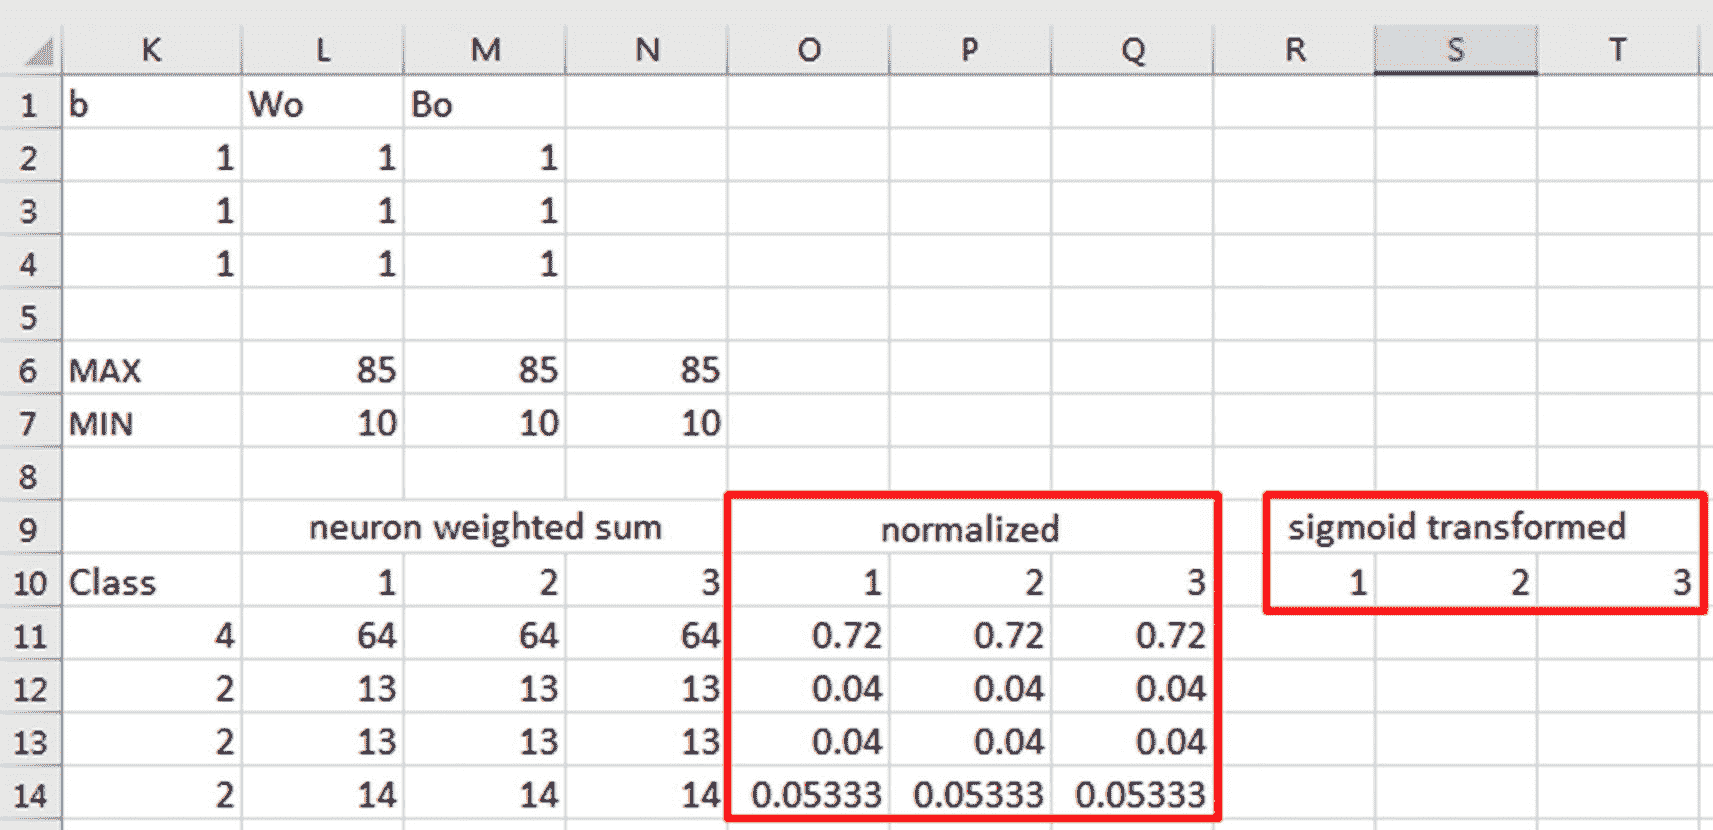 K L M N O P Q R S T
1 b Wo Bo
2 1 1 1
3 1 1 1
4 1 1 1
5
6 MAX 85 85 85
7 MIN 10 10 10
8
9 neuron weighted sum normalized sigmoid transformed
10 Class 1 2 3 1 2 3 1 2 3
11 4 64 64 64 0.72 0.72 0.72
12 2 13 13 13 0.04 0.04 0.04
13 2 13 13 13 0.04 0.04 0.04
14 2 14 14 14 0.05333 0.05333 0.05333